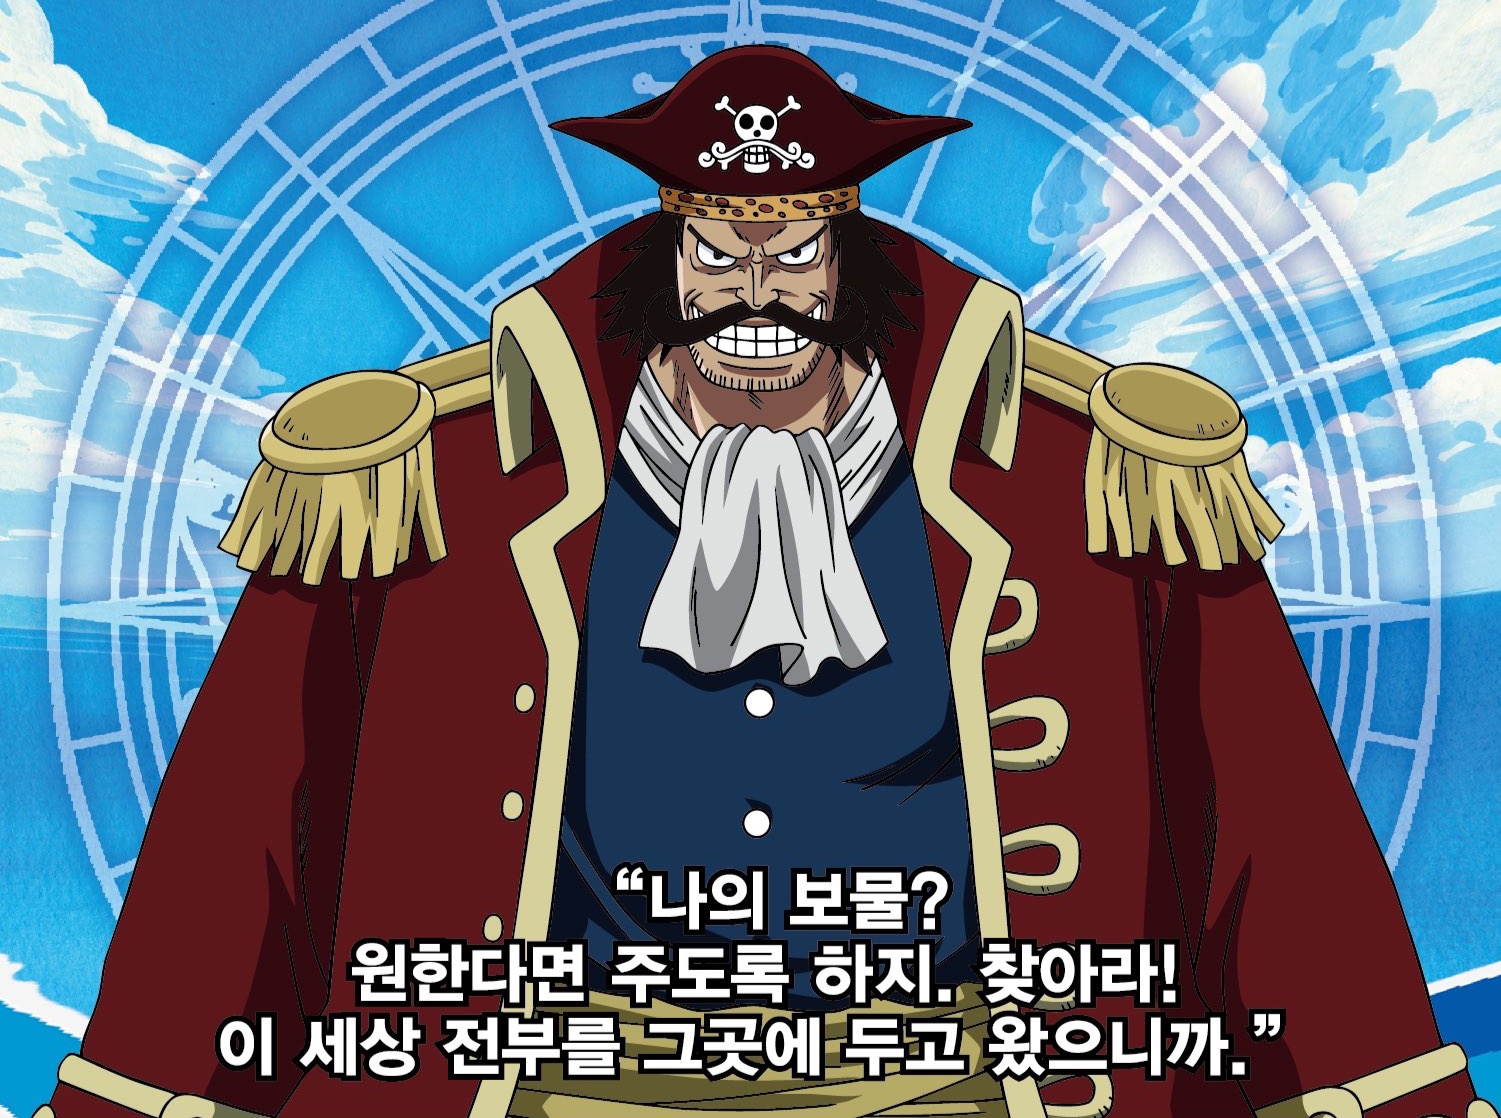 “나의 보물?
원한다면 주도록 하지. 찾아라!
이 세상 전부를 그곳에 두고 왔으니까.”